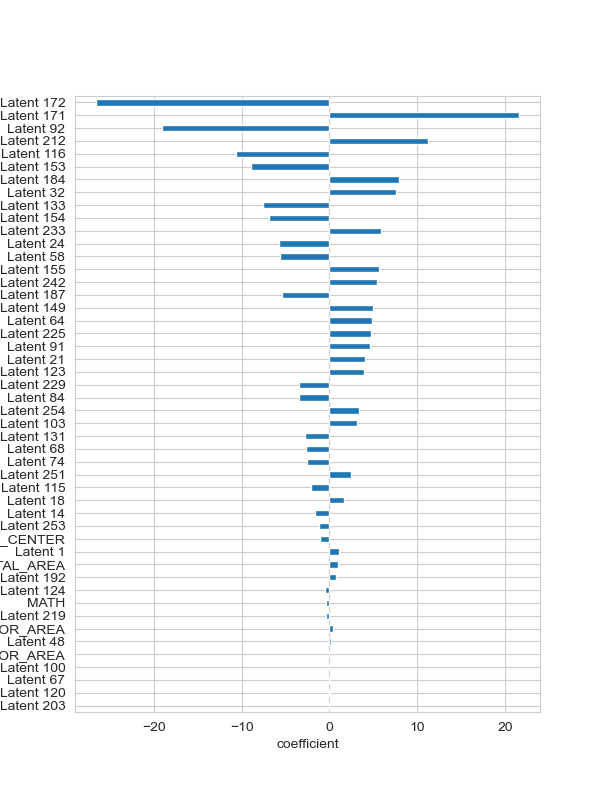 Latent 172
Latent 171
Latent 92
Latent 212
Latent 116
Latent 153
Latent 184
Latent 32
Latent 133
Latent 154
Latent 233
Latent 24
Latent 58
Latent 155
Latent 242
Latent 187
Latent 149
Latent 64
Latent 225
Latent 91
Latent 21
Latent 123
Latent 229
Latent 84
Latent 254
Latent 103
Latent 131
Latent 68
Latent 74
Latent 251
Latent 115
Latent 18
Latent 14
Latent 253
_CENTER
Latent 1
TAL_AREA
Latent 192
Latent 124
MATH
Latent 219
OR_AREA
Latent 48
OR_AREA
Latent 100
Latent 67
Latent 120
Latent 203
−20 −10 0 10 20
coefficient